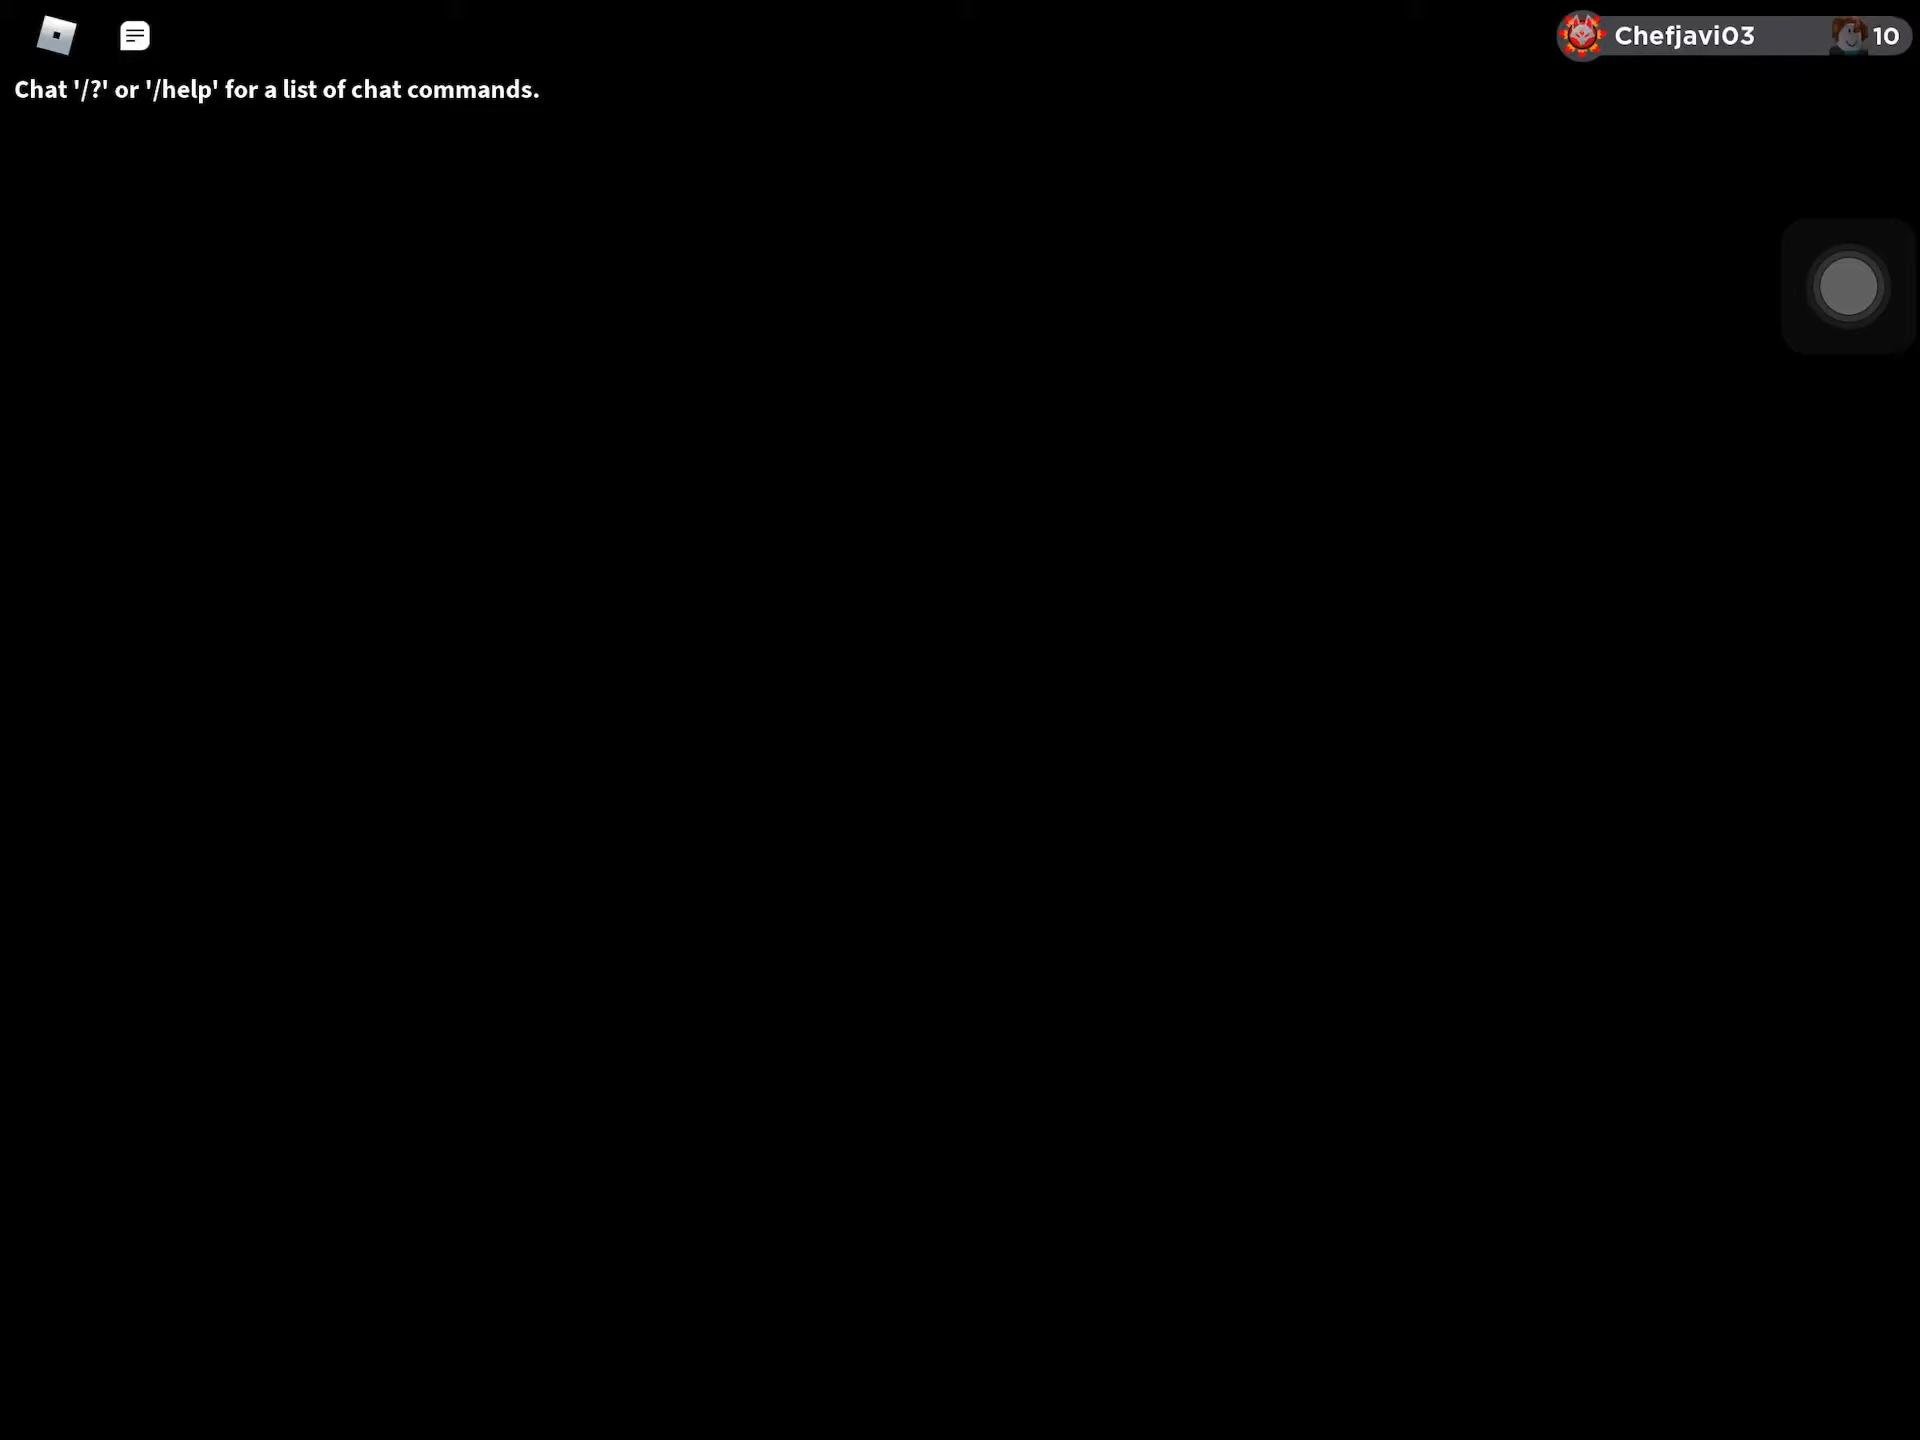 Chefjavi03 10
Chat '/?' or '/help' for a list of chat commands.